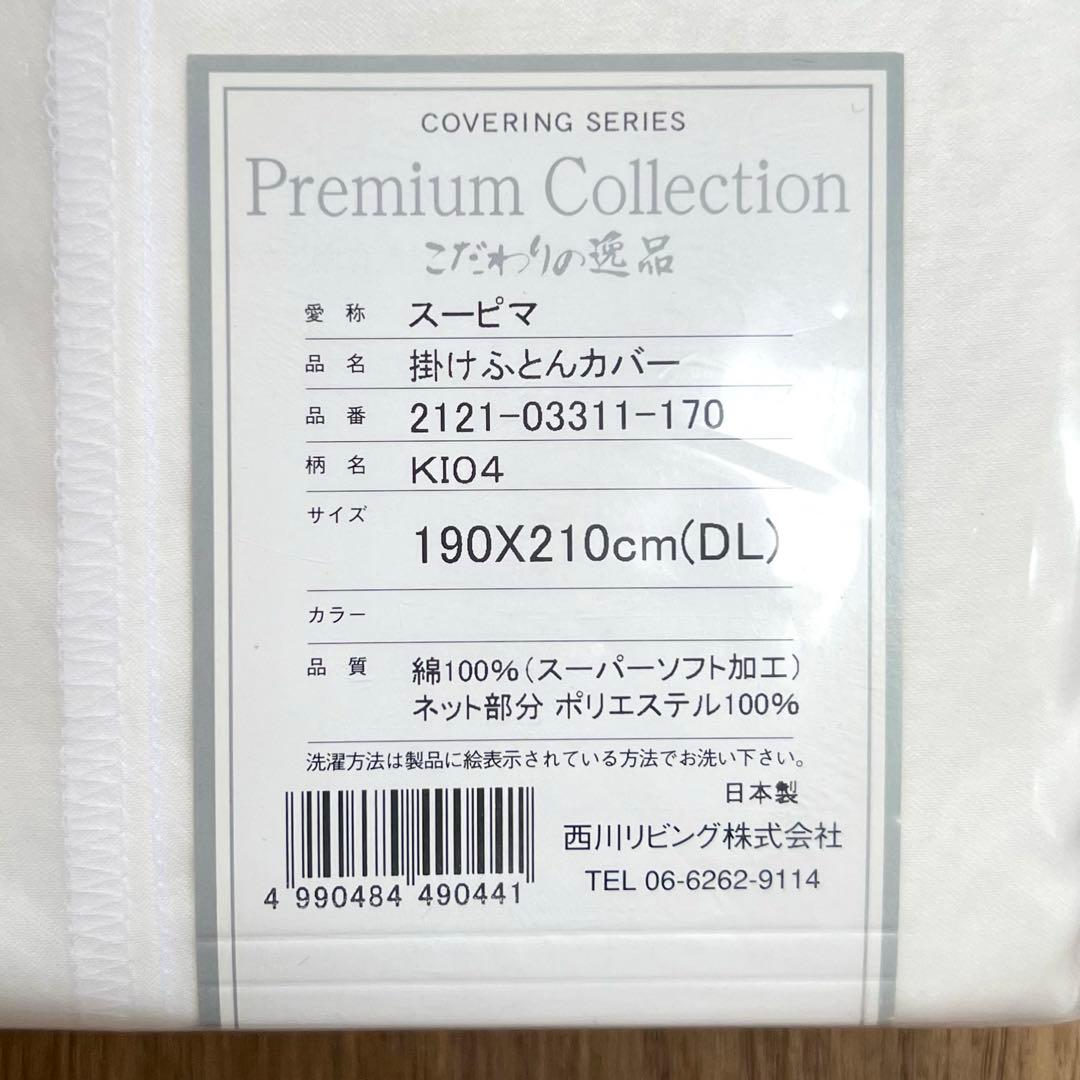 COVERING SERIES
Premium Collection
こだわりの逸品
愛称 スーピマ
品名 掛けふとんカバー
品番 2121-03311-170
柄名 KI04
サイズ 190X210cm(DL)
カラー
品質 綿100%(スーパーソフト加工)
ネット部分 ポリエステル100%
洗濯方法は製品に絵表示されている方法でお洗い下さい。
日本製
西川リビング株式会社
TEL 06-6262-9114
4 990484 490441